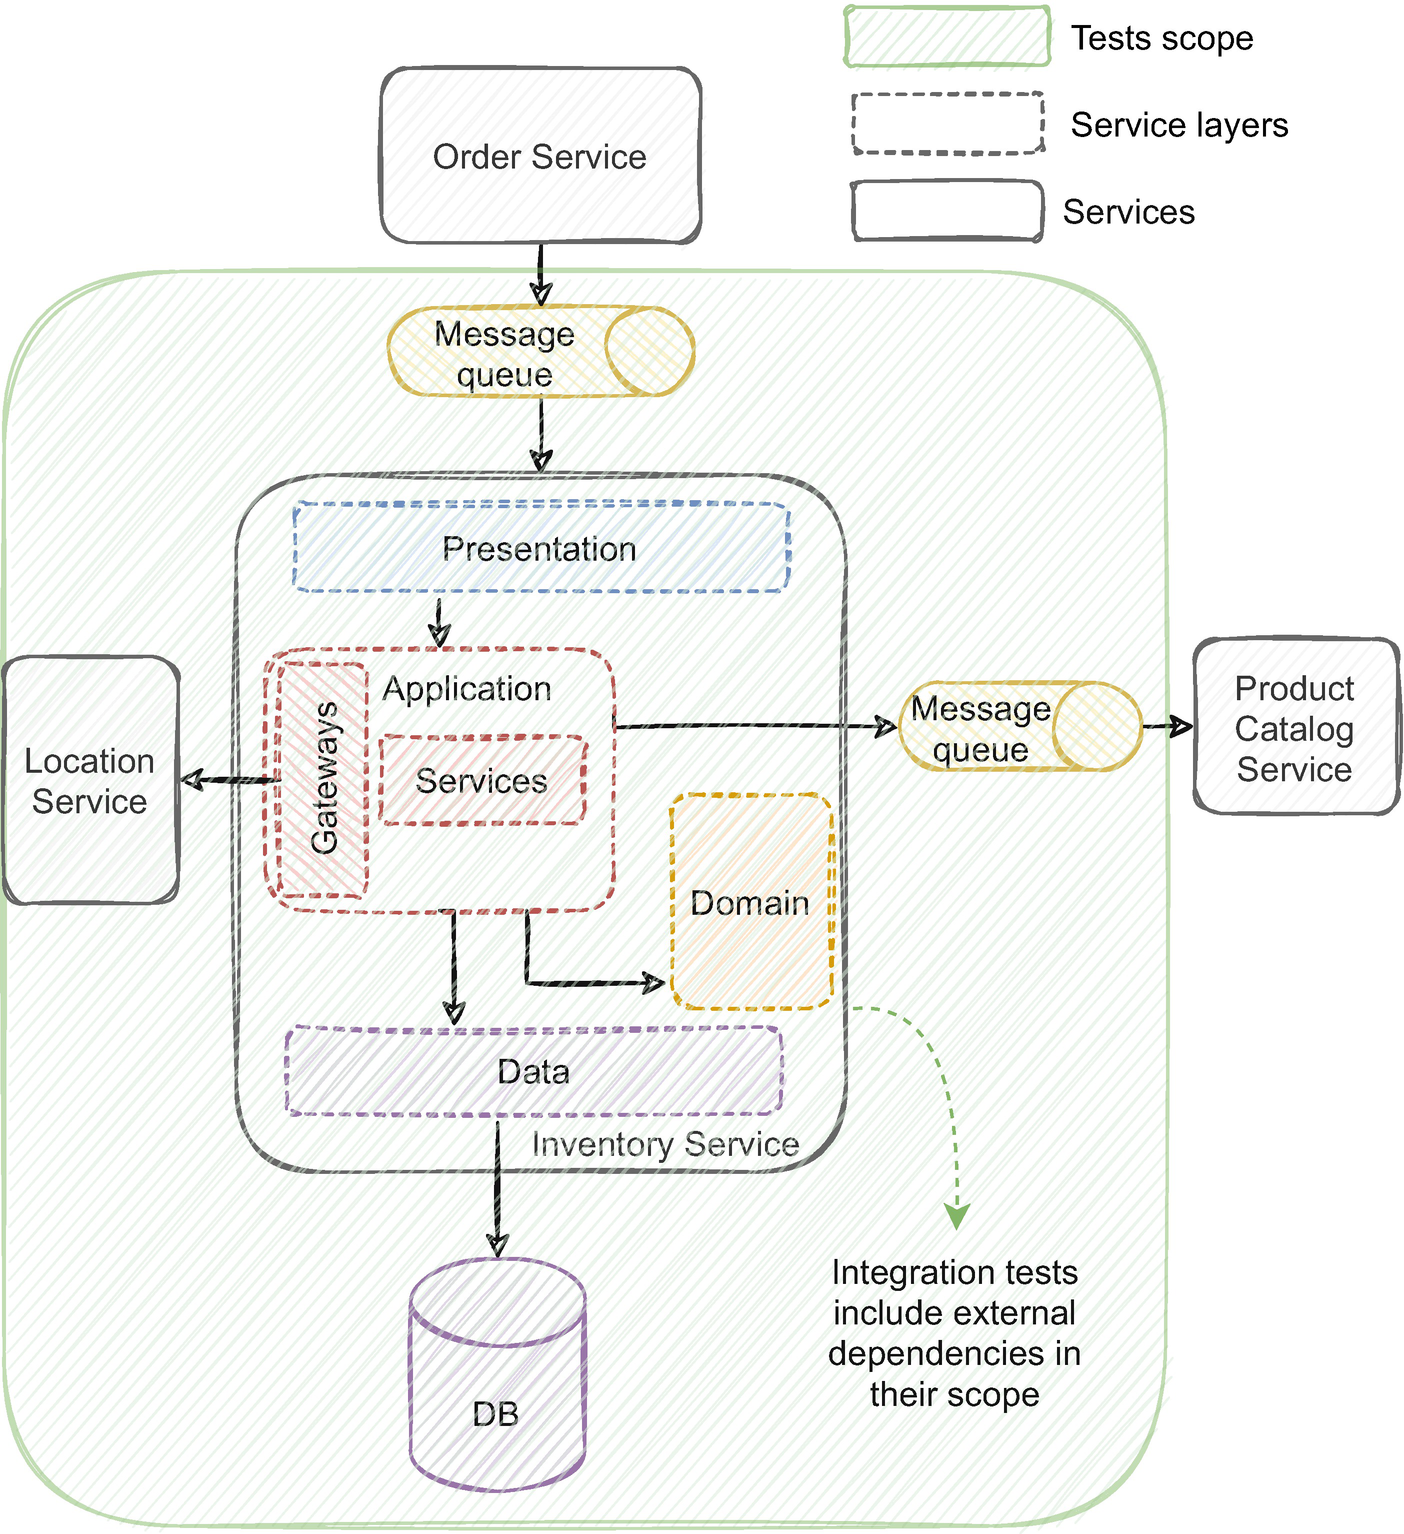 Tests scope
Service layers
Services
Order Service
Message
queue
Presentation
Application
Gateways
Services
Location
Service
Message
queue
Product
Catalog
Service
Domain
Data
Inventory Service
DB
Integration tests
include external
dependencies in
their scope